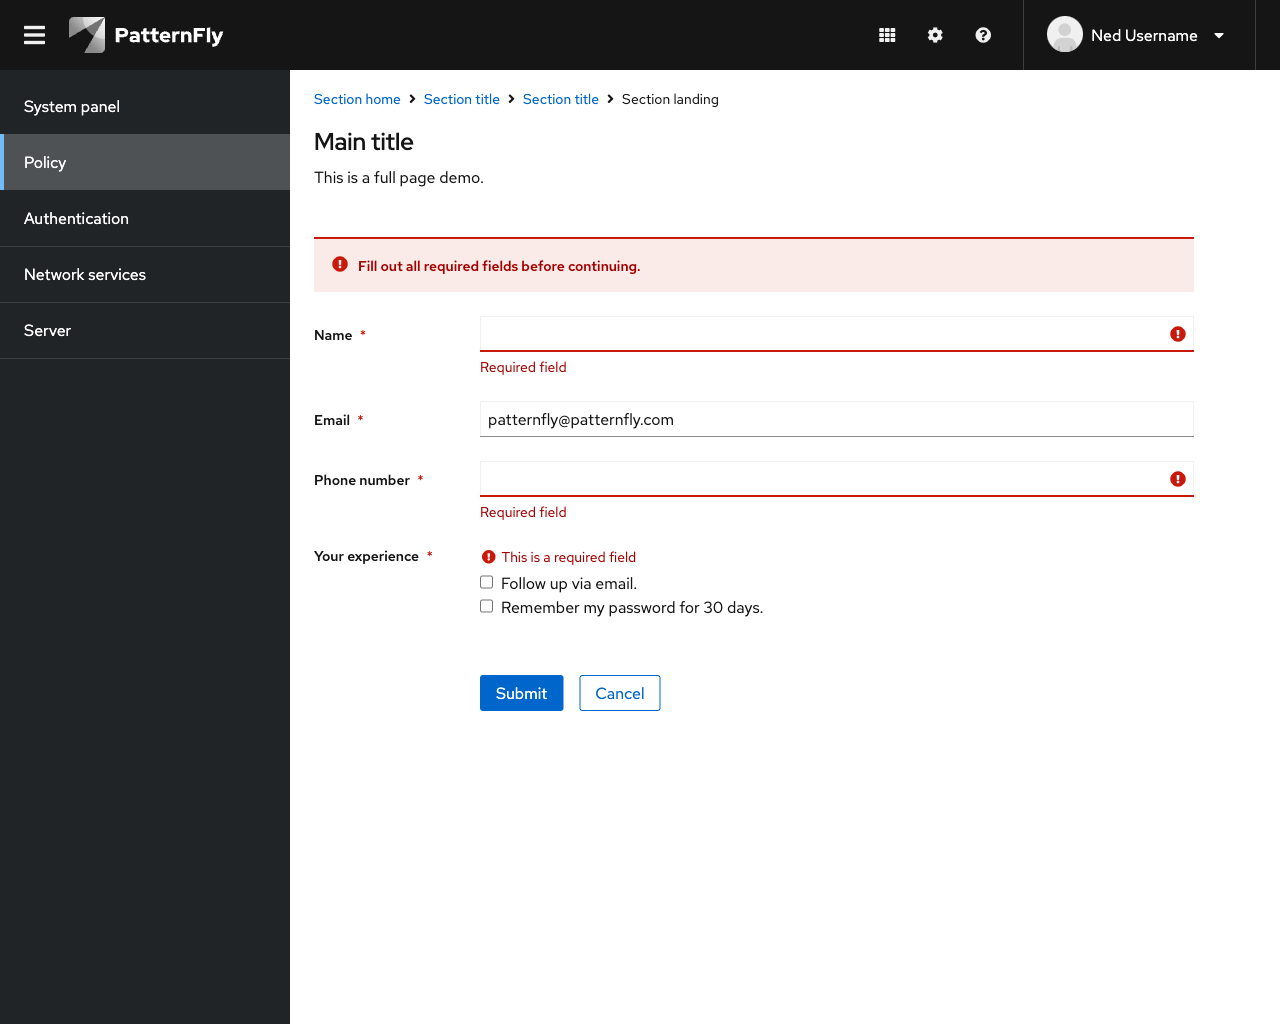 PatternFly
Ned Username
System panel
Policy
Authentication
Network services
Server
Section home > Section title > Section title > Section landing
Main title
This is a full page demo.
Fill out all required fields before continuing.
Name *
Required field
Email * patternfly@patternfly.com
Phone number *
Required field
Your experience * This is a required field
Follow up via email.
Remember my password for 30 days.
Submit Cancel